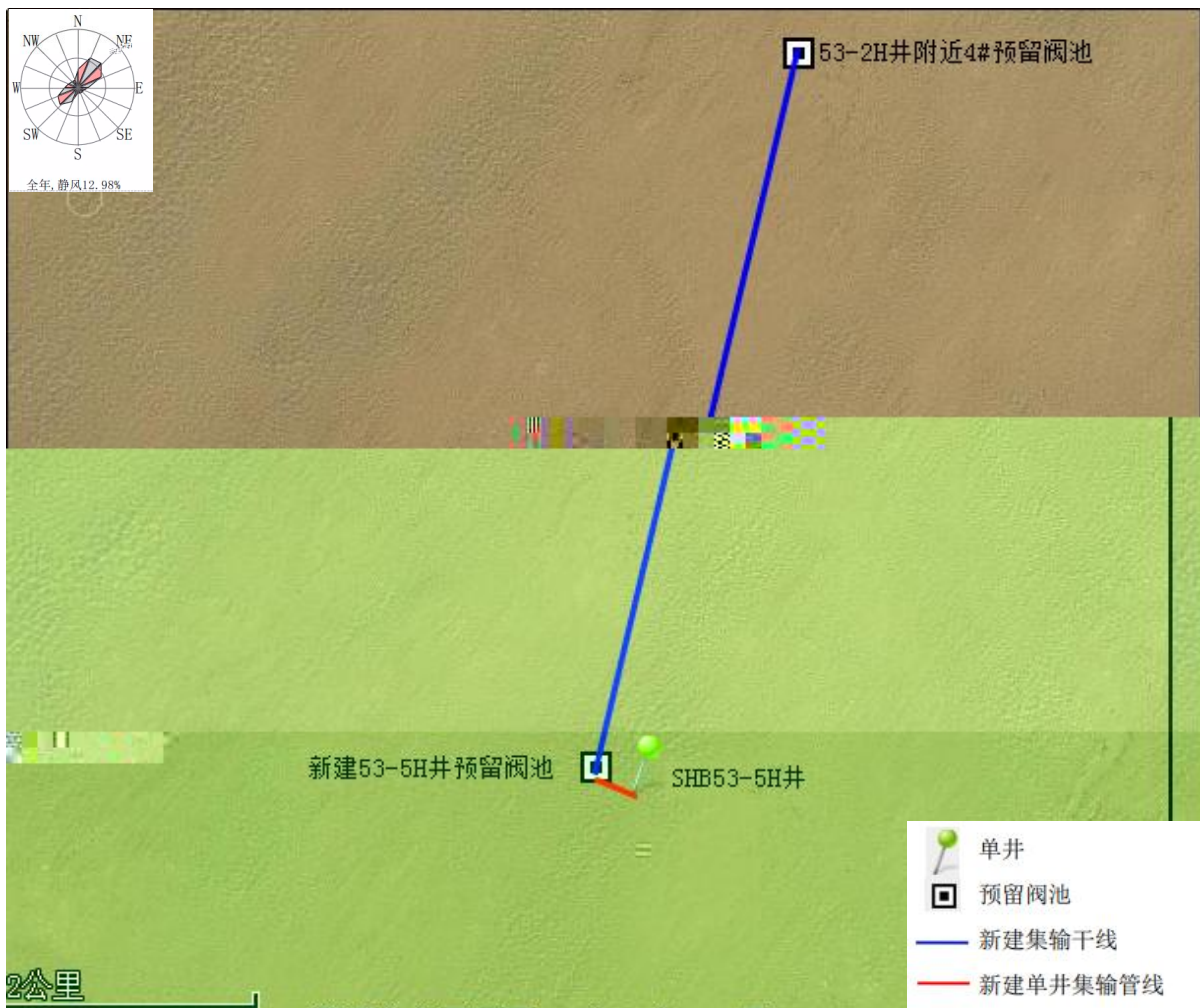 N
NW
NE
W
E
SW
SE
S
全年,静风12.98%
53-2H井附近4#预留阀池
新建53-5H井预留阀池
SHB53-5H井
单井
预留阀池
新建集输干线
新建单井集输管线
2公里